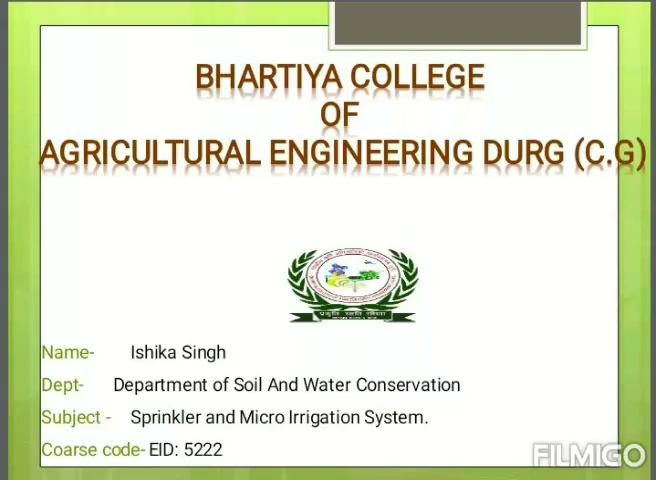 BHARTIYA COLLEGE
OF
AGRICULTURAL ENGINEERING DURG (C.G)
Name- Ishika Singh
Dept- Department of Soil And Water Conservation
Subject - Sprinkler and Micro Irrigation System.
Coarse code- EID: 5222
FILMIGO